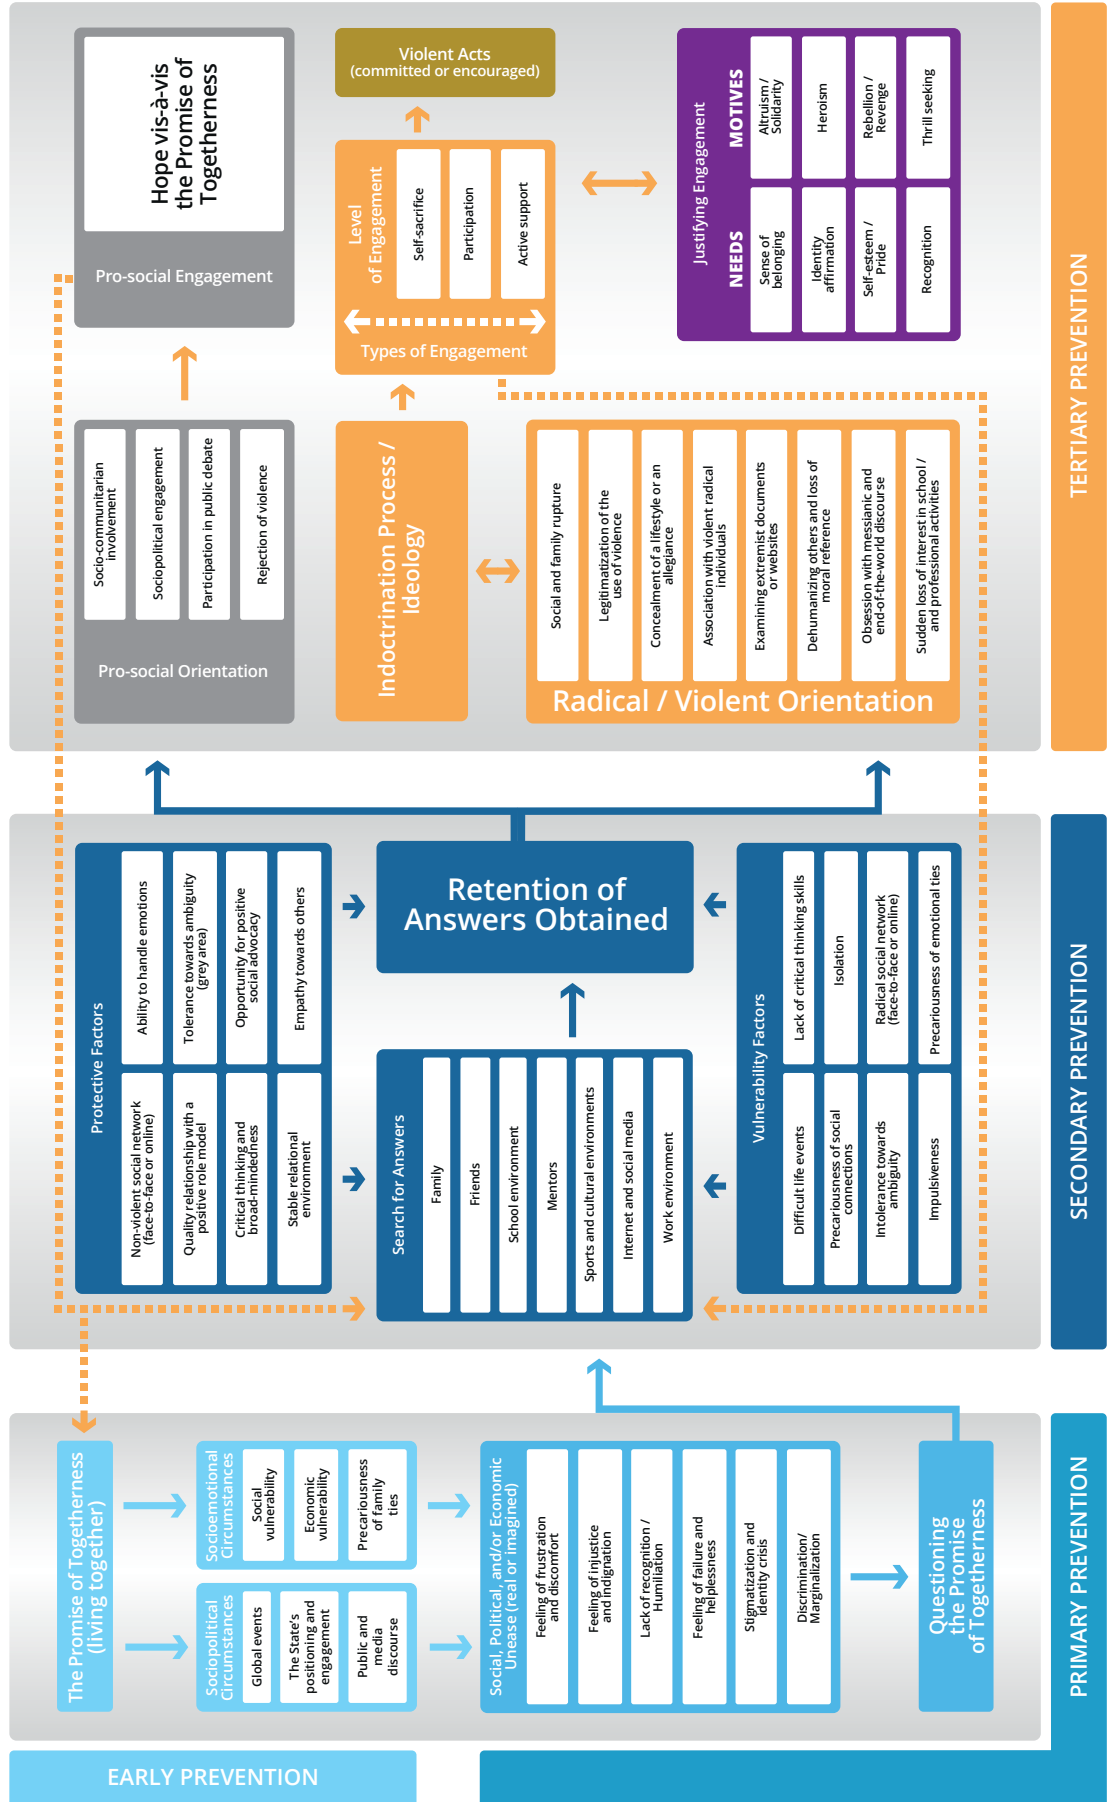 EARLY PREVENTION
PRIMARY PREVENTION
SECONDARY PREVENTION
TERTIARY PREVENTION
The Promise of Togetherness
(living together)
Sociopolitical
Circumstances
Global events
The State’s
positioning and
engagement
Public and
media
discourse
Socioemotional
Circumstances
Social
vulnerability
Economic
vulnerability
Precariousness
of family
ties
Social, Political, and/or Economic
Unease (real or Imagined)
Feeling of frustration
and discomfort
Feeling of injustice
and indignation
Lack of recognition /
Humiliation
Feeling of failure and
helplessness
Stigmatization and
identity crisis
Discrimination/
Marginalization
Questioning
the Promise
of Togetherness
Protective Factors
Non-violent social network
(face-to-face or online)
Quality relationship with a
positive role model
Critical thinking and
broad-mindedness
Stable relational
environment
Ability to handle emotions
Tolerance towards ambiguity
(grey area)
Opportunity for positive
social advocacy
Empathy towards others
Search for Answers
Family
Friends
School environment
Mentors
Sports and cultural environments
Internet and social media
Work environment
Retention of
Answers Obtained
Vulnerability Factors
Difficult life events
Precariousness of social
connections
Intolerance towards
ambiguity
Impulsiveness
Lack of critical thinking skills
Isolation
Radical social network
(face-to-face or online)
Precariousness of emotional ties
Pro-social Orientation
Socio-communitarian
involvement
Sociopolitical engagement
Participation in public debate
Rejection of violence
Pro-social Engagement
Hope vis-à-vis
the Promise of
Togetherness
Indoctrination Process /
Ideology
Radical / Violent Orientation
Social and family rupture
Legitimatization of the
use of violence
Concealment of a lifestyle or an
allegiance
Association with violent radical
individuals
Examining extremist documents
or websites
Dehumanizing others and loss of
moral reference
Obsession with messianic and
end-of-the-world discourse
Sudden loss of interest in school /
and professional activities
Types of Engagement
Level
of Engagement
Self-sacrifice
Participation
Active support
Violent Acts
(committed or encouraged)
Justifying Engagement
NEEDS
Sense of
belonging
Identity
affirmation
Self-esteem /
Pride
Recognition
MOTIVES
Altruism /
Solidarity
Heroism
Rebellion /
Revenge
Thrill seeking